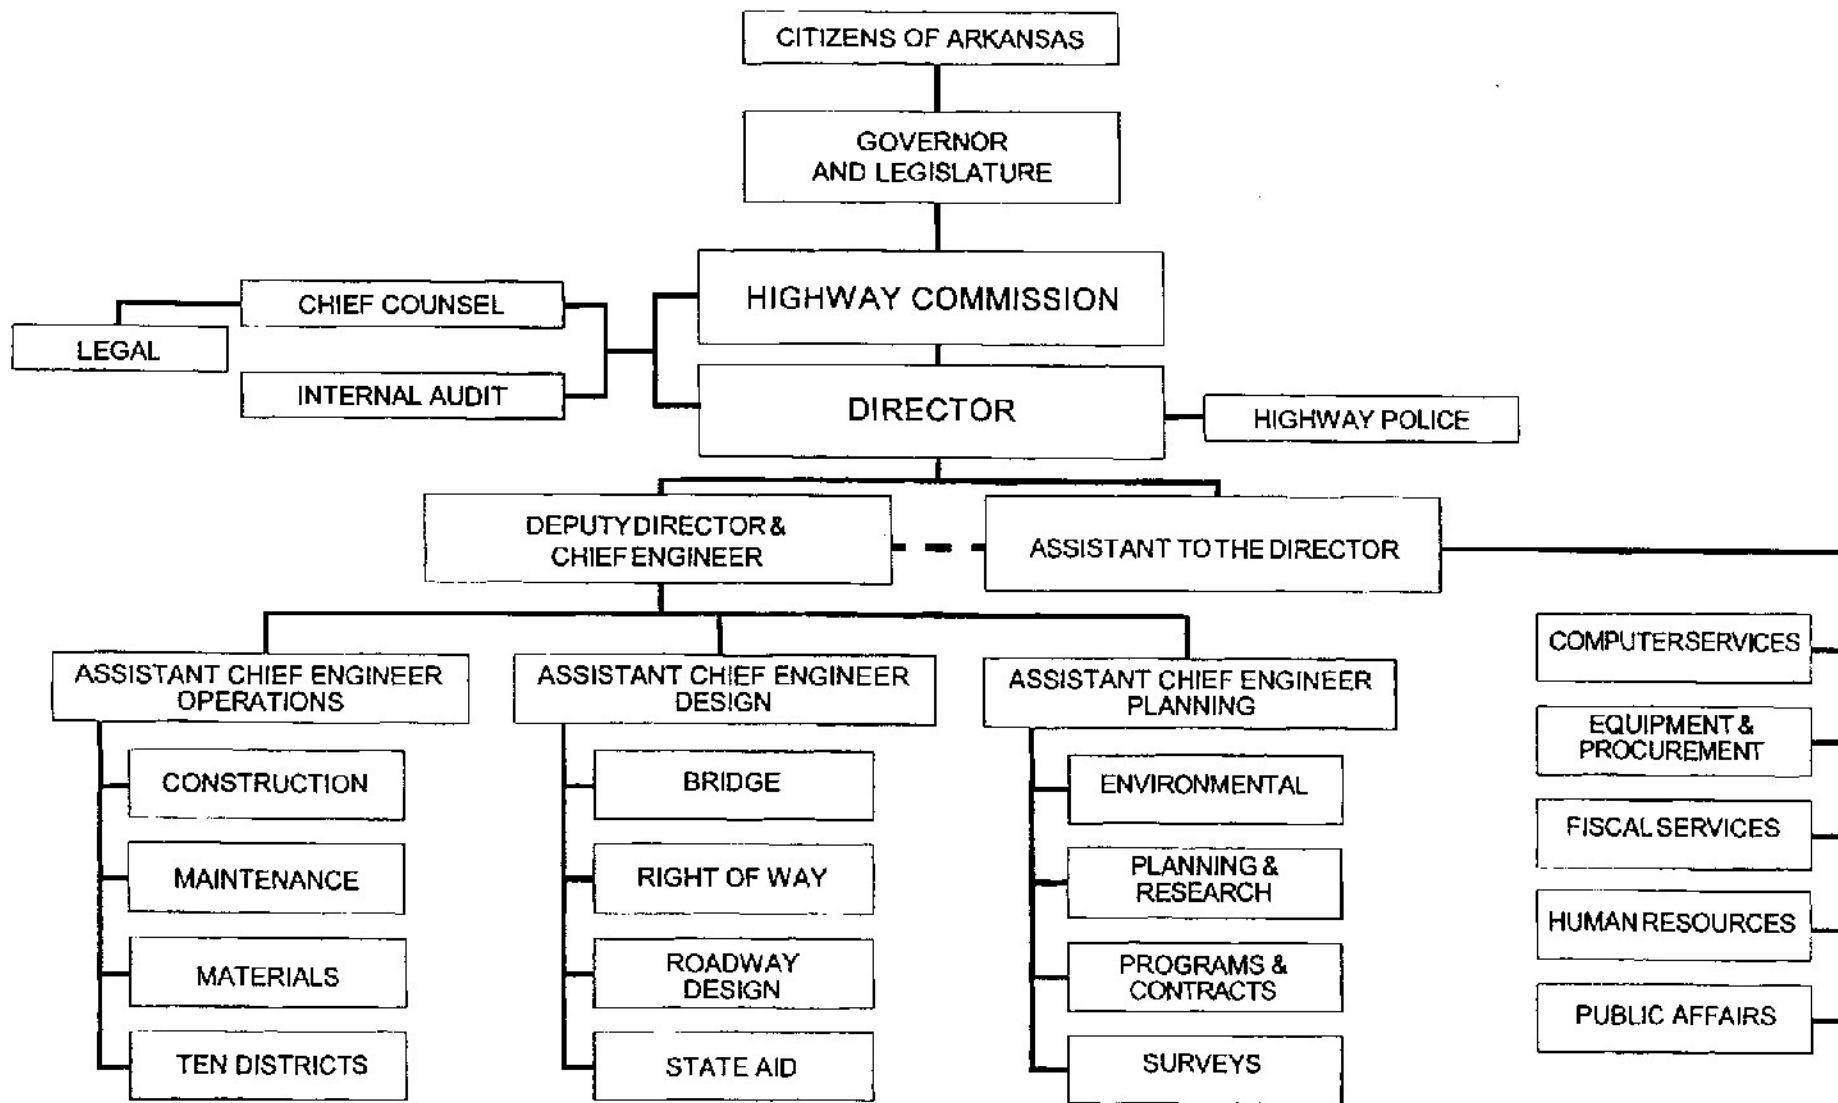 CITIZENS OF ARKANSAS
GOVERNOR
AND LEGISLATURE
HIGHWAY COMMISSION
CHIEF COUNSEL
LEGAL
INTERNAL AUDIT
DIRECTOR
HIGHWAY POLICE
DEPUTY DIRECTOR &
CHIEF ENGINEER
ASSISTANT TO THE DIRECTOR
ASSISTANT CHIEF ENGINEER
OPERATIONS
CONSTRUCTION
MAINTENANCE
MATERIALS
TEN DISTRICTS
ASSISTANT CHIEF ENGINEER
DESIGN
BRIDGE
RIGHT OF WAY
ROADWAY
DESIGN
STATE AID
ASSISTANT CHIEF ENGINEER
PLANNING
ENVIRONMENTAL
PLANNING &
RESEARCH
PROGRAMS &
CONTRACTS
SURVEYS
COMPUTER SERVICES
EQUIPMENT &
PROCUREMENT
FISCAL SERVICES
HUMAN RESOURCES
PUBLIC AFFAIRS